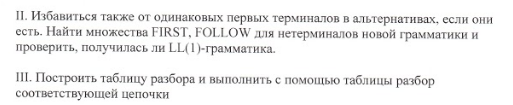 II. Избавиться также от одинаковых первых терминалов в альтернативах, если они
есть. Найти множества FIRST, FOLLOW для нетерминалов новой грамматики и
проверить, получилась ли LL(1)-грамматика.
III. Построить таблицу разбора и выполнить с помощью таблицы разбор
соответствующей цепочки